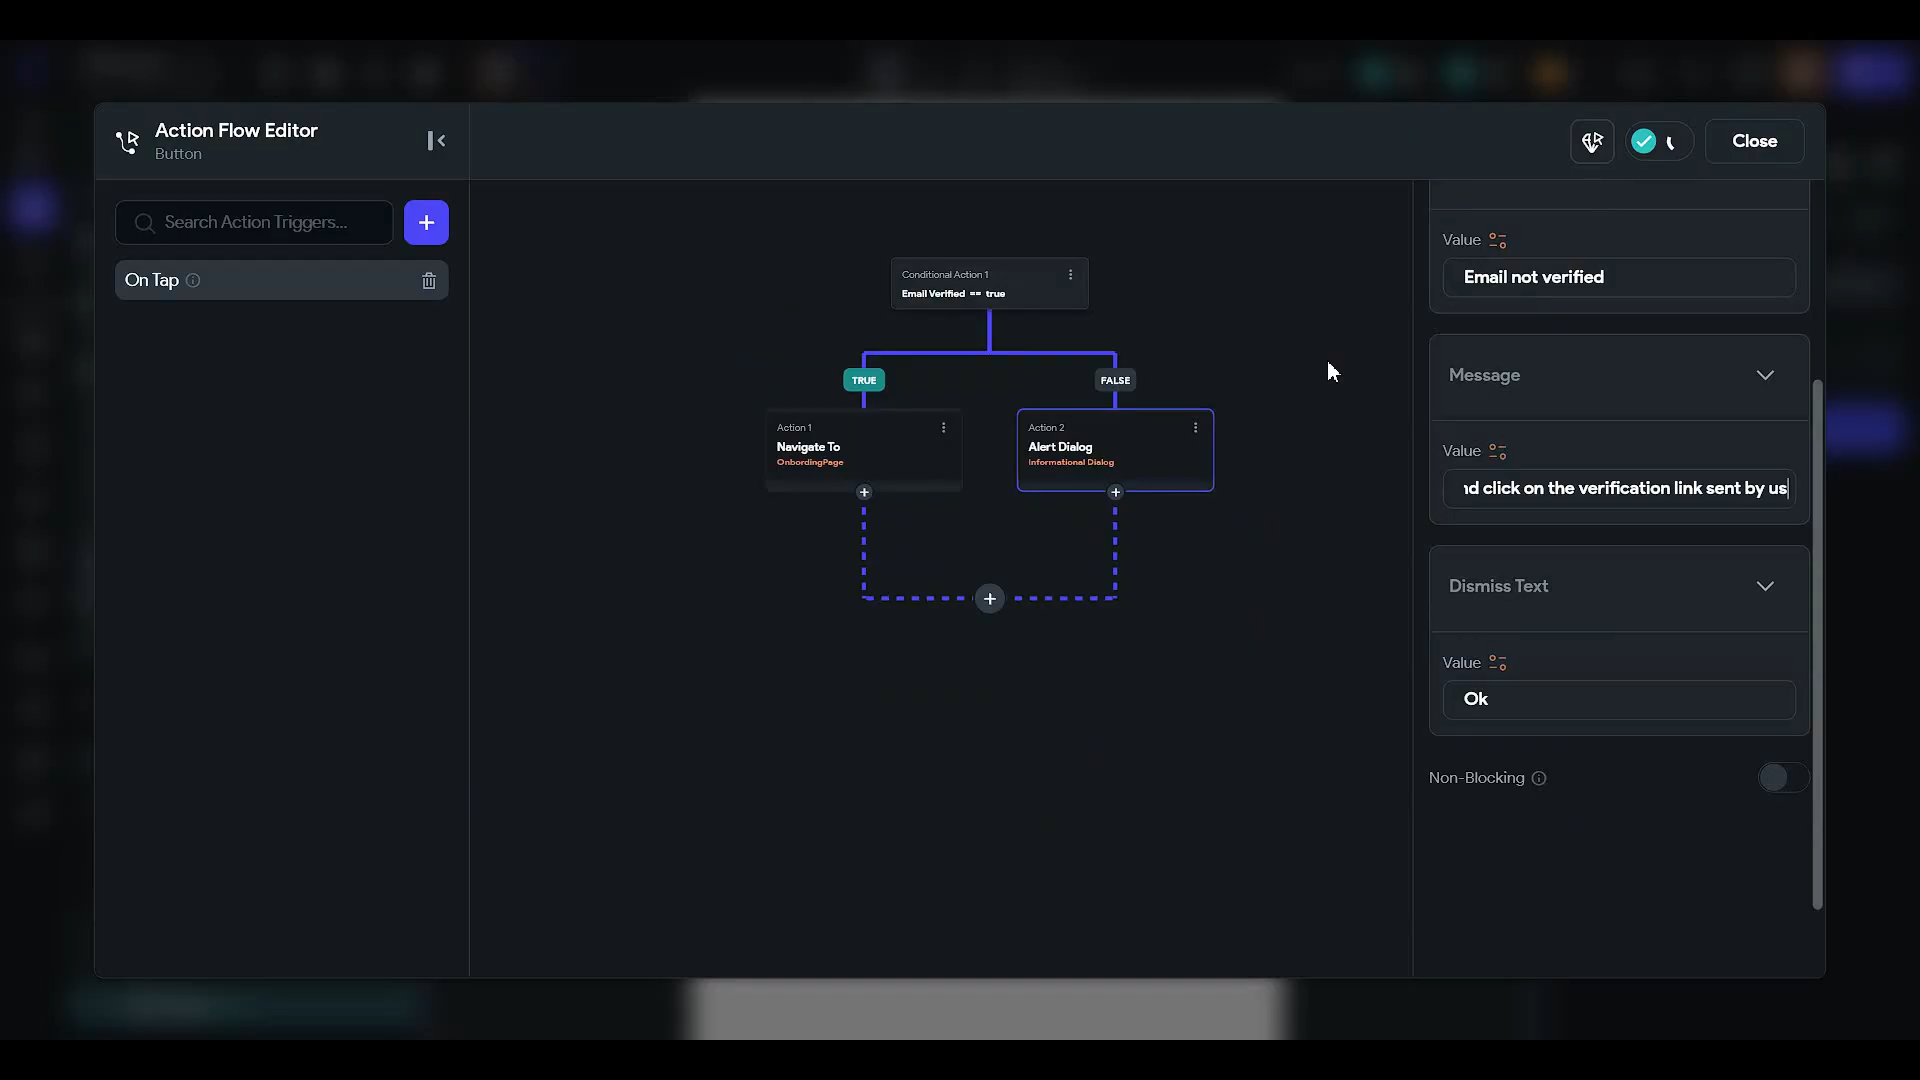 Action Flow Editor
Button
Close
Search Action Triggers...
On Tap
Conditional Action 1
Email Verified == true
TRUE
FALSE
Action 1
Navigate To
OnbordingPage
Action 2
Alert Dialog
Informational Dialog
Value
Email not verified
Message
Value
nd click on the verification link sent by us
Dismiss Text
Value
Ok
Non-Blocking